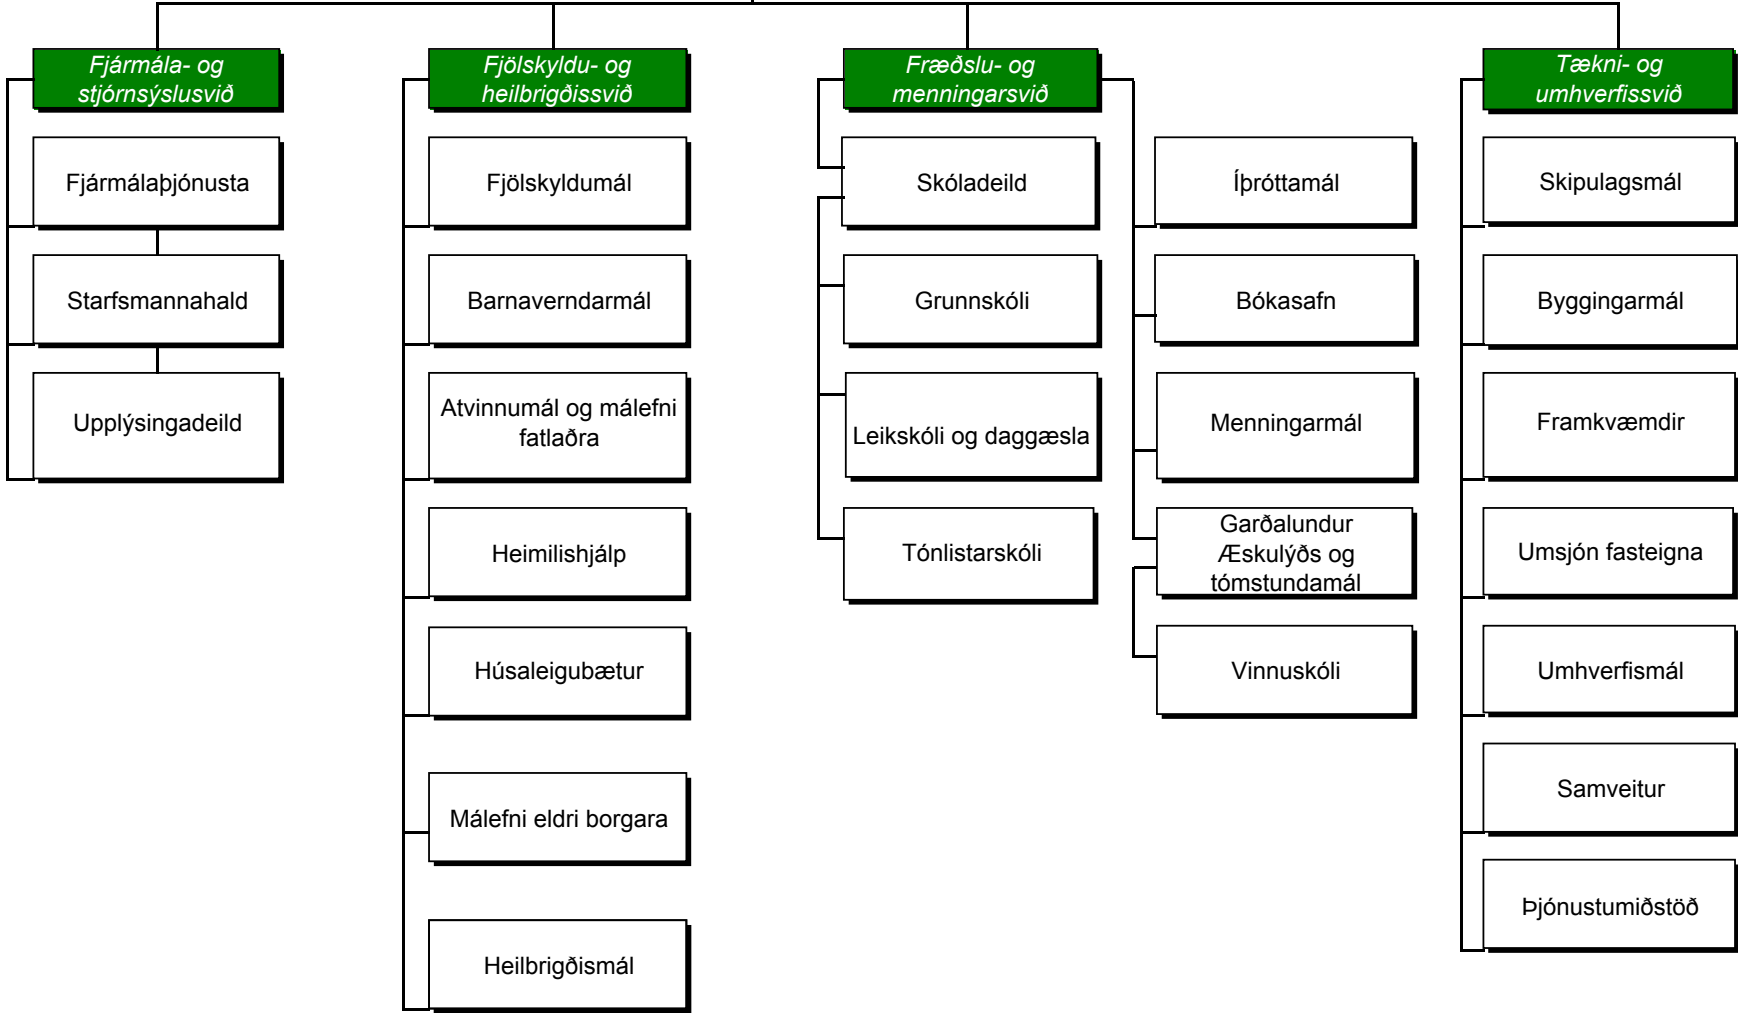 Fjármála- og
stjórnsýslusvið
Fjármálaþjónusta
Starfsmannahald
Upplýsingadeild
Fjölskyldu- og
heilbrigðissvið
Fjölskyldumál
Barnaverndarmál
Atvinnumál og málefni
fatlaðra
Heimilishjálp
Húsaleigubætur
Málefni eldri borgara
Heilbrigðismál
Fræðslu- og
menningarsvið
Skóladeild
Grunnskóli
Leikskóli og daggæsla
Tónlistarskóli
Íþróttamál
Bókasafn
Menningarmál
Garðalundur
Æskulýðs og
tómstundamál
Vinnuskóli
Tækni- og
umhverfissvið
Skipulagsmál
Byggingarmál
Framkvæmdir
Umsjón fasteigna
Umhverfismál
Samveitur
Þjónustumiðstöð